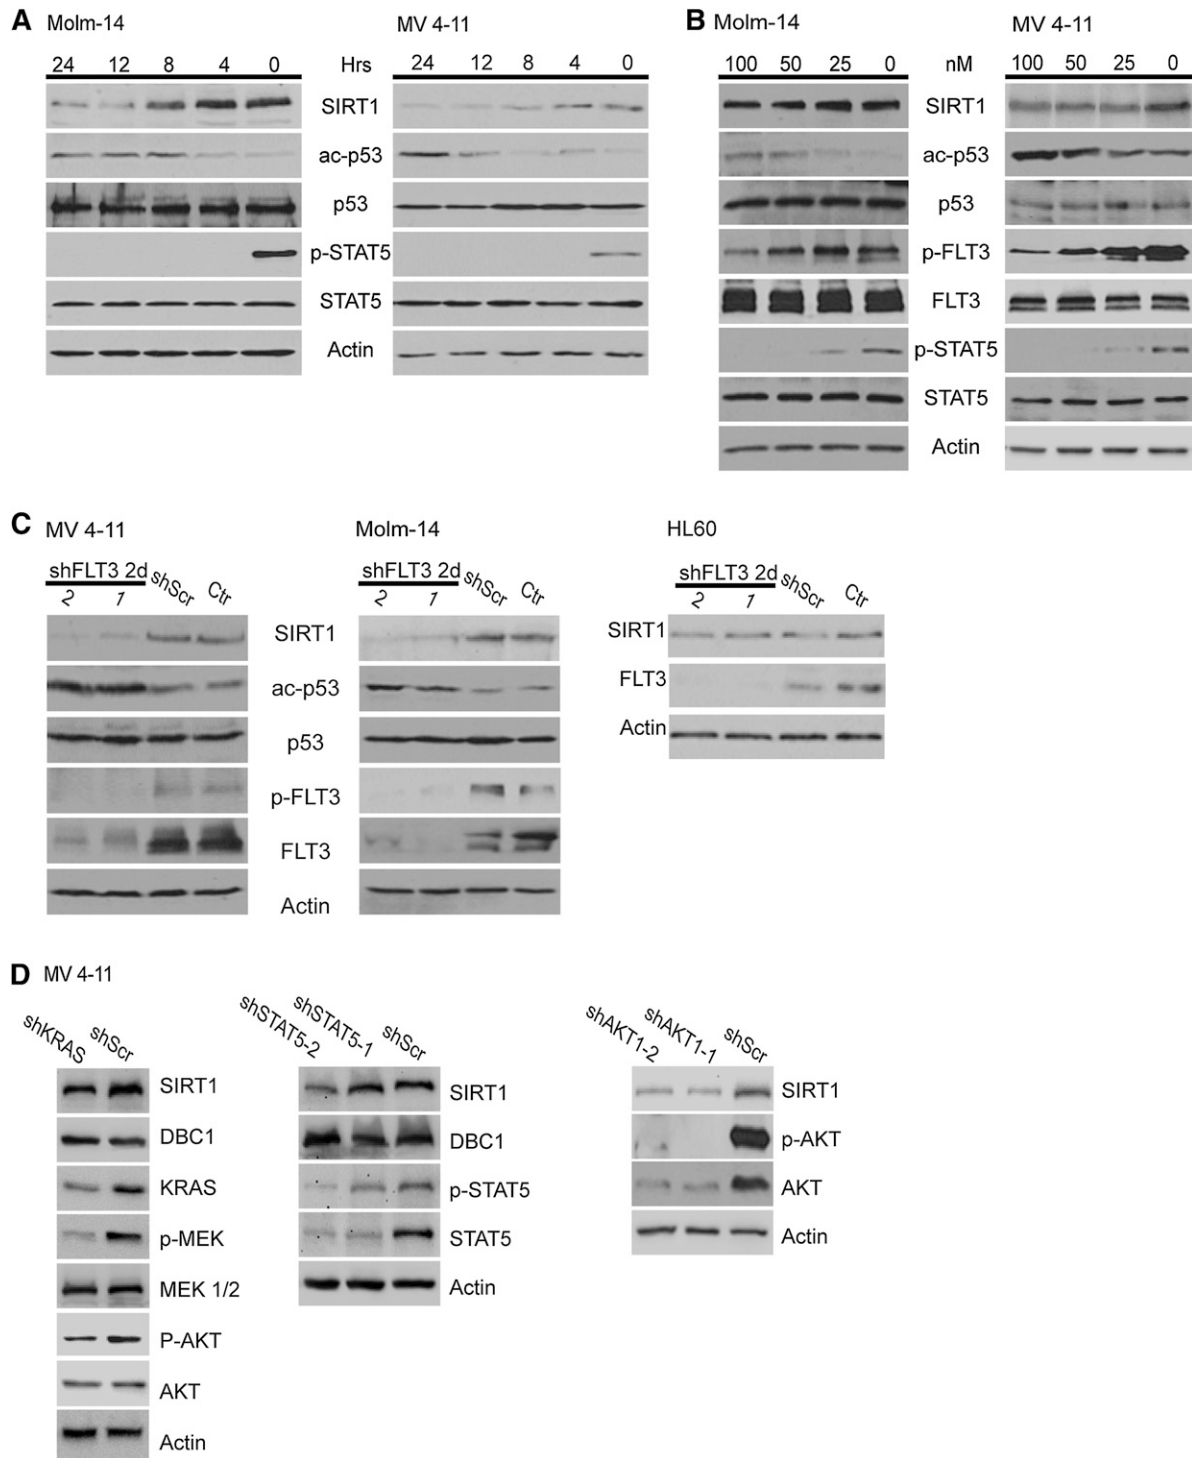 A Molm-14 MV 4-11
24 12 8 4 0 Hrs 24 12 8 4 0
SIRT1
ac-p53
p53
p-STAT5
STAT5
Actin
B Molm-14 MV 4-11
100 50 25 0 nM 100 50 25 0
SIRT1
ac-p53
p53
p-FLT3
FLT3
p-STAT5
STAT5
Actin
C MV 4-11
shFLT3 2d shScr Ctr
2 1
SIRT1
ac-p53
p53
p-FLT3
FLT3
Actin
Molm-14
shFLT3 2d shScr Ctr
2 1
HL60
shFLT3 2d shScr Ctr
2 1
SIRT1
FLT3
Actin
D MV 4-11
shKRAS shScr
SIRT1
DBC1
KRAS
p-MEK
MEK 1/2
P-AKT
AKT
Actin
shSTAT5-2 shSTAT5-1 shScr
SIRT1
DBC1
p-STAT5
STAT5
Actin
shAKT1-2 shAKT1-1 shScr
SIRT1
p-AKT
AKT
Actin